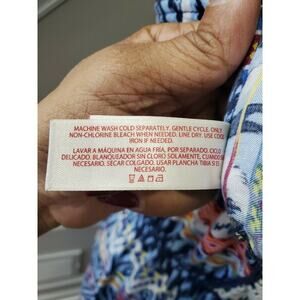 MACHINE WASH COLD SEPARATELY. GENTLE CYCLE. ONLY
NON-CHLORINE BLEACH WHEN NEEDED. LINE DRY. USE COOL
IRON IF NEEDED.
LAVAR A MÁQUINA EN AGUA FRÍA, POR SEPARADO. CICLO
DELICADO. BLANQUEADOR SIN CLORO SOLAMENTE, CUANDO SEA
NECESARIO. SECAR COLGADO. USAR PLANCHA TIBIA SI ES
NECESARIO.